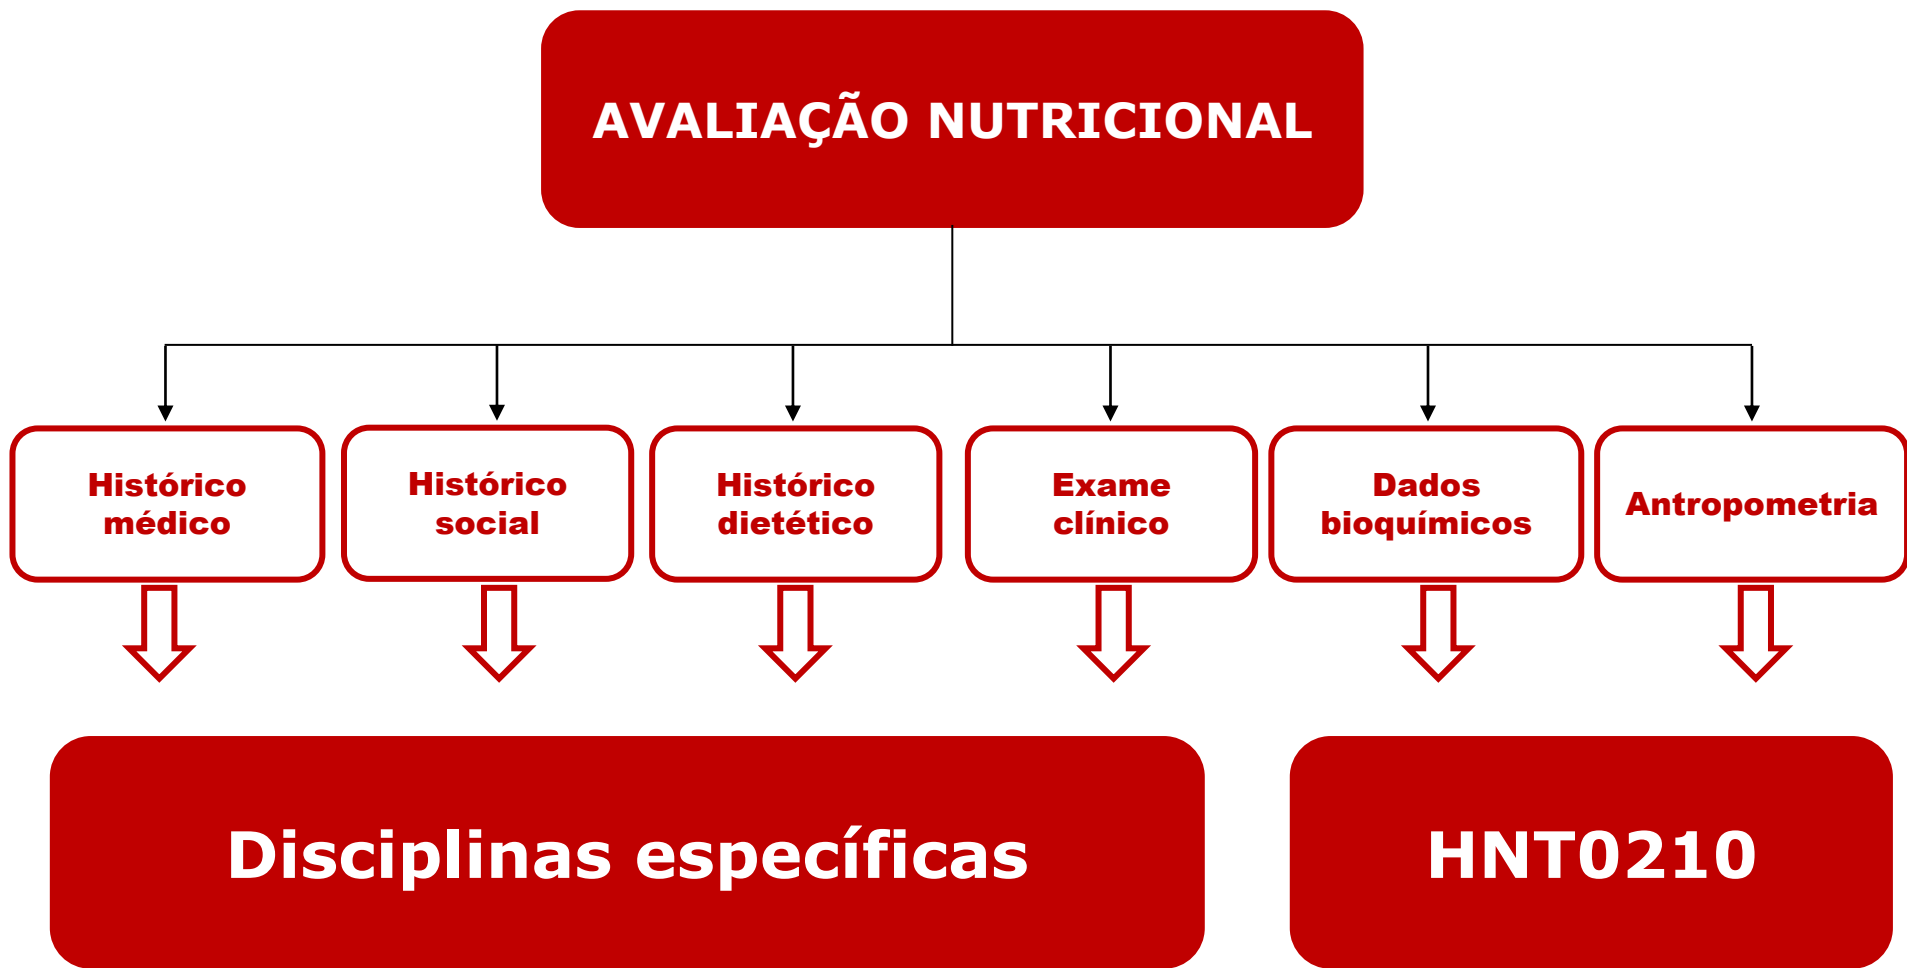 AVALIAÇÃO NUTRICIONAL
Histórico
médico
Histórico
social
Histórico
dietético
Exame
clínico
Dados
bioquímicos
Antropometria
Disciplinas específicas
HNT0210